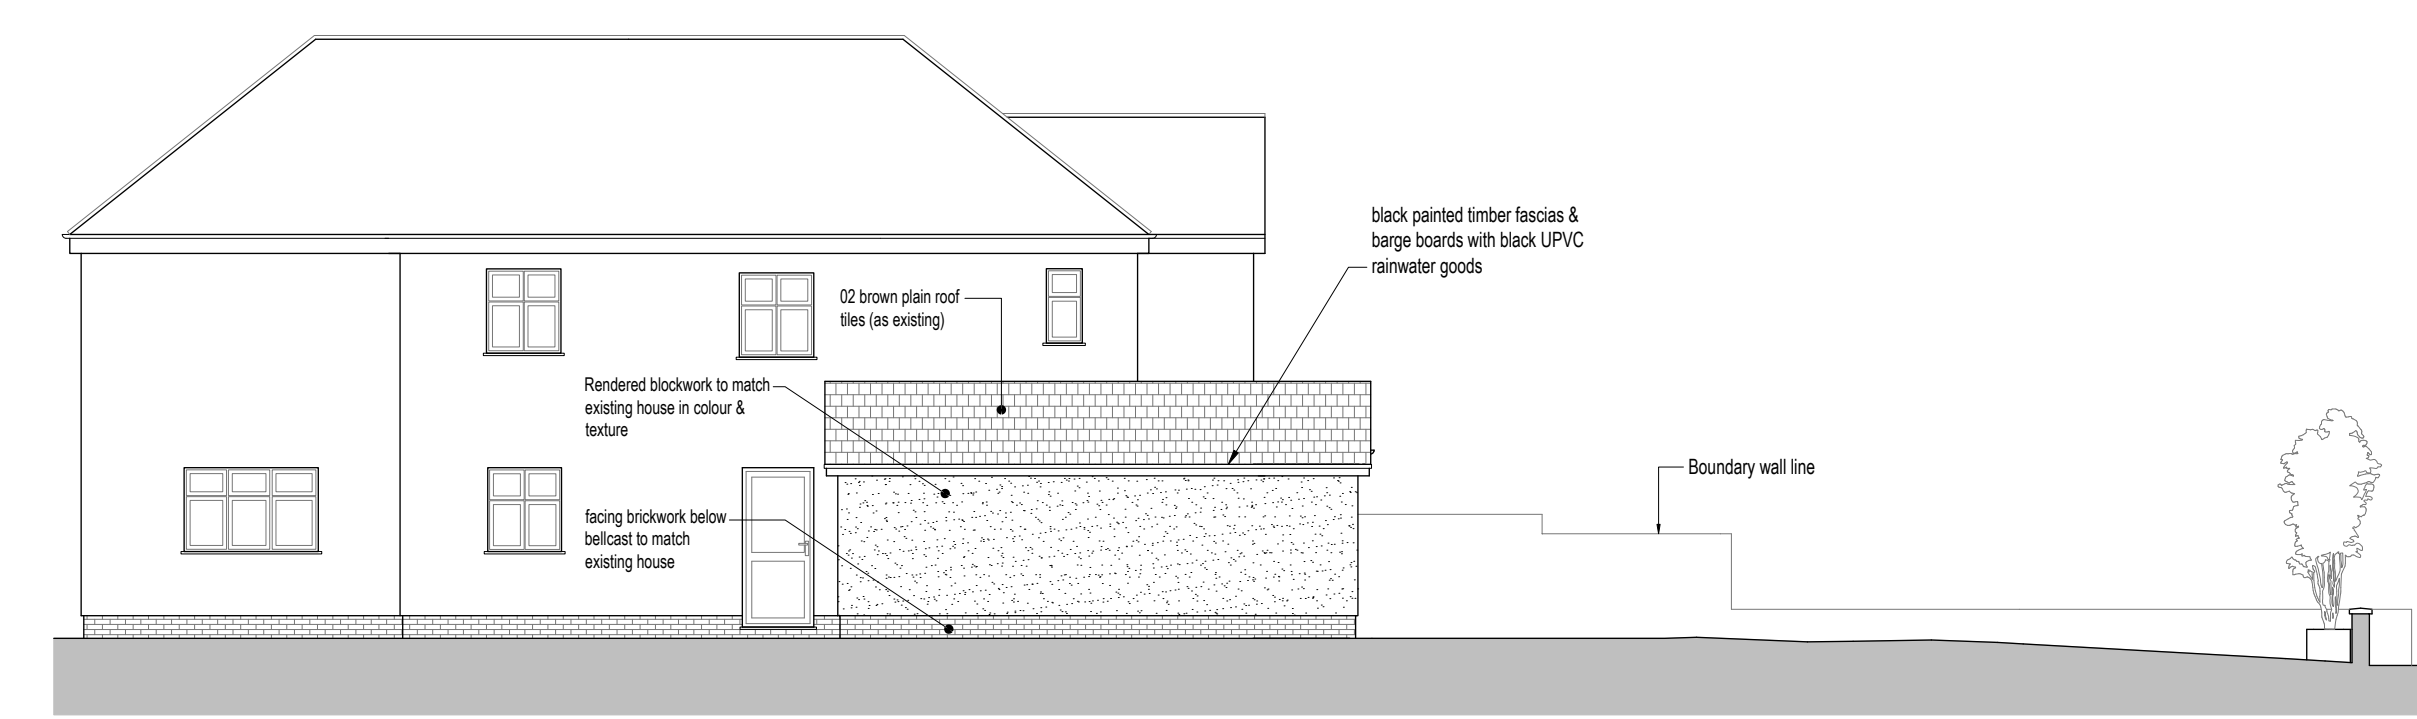 black painted timber fascias &
barge boards with black UPVC
rainwater goods
02 brown plain roof
tiles (as existing)
Rendered blockwork to match
existing house in colour &
texture
Boundary wall line
facing brickwork below
bellcast to match
existing house